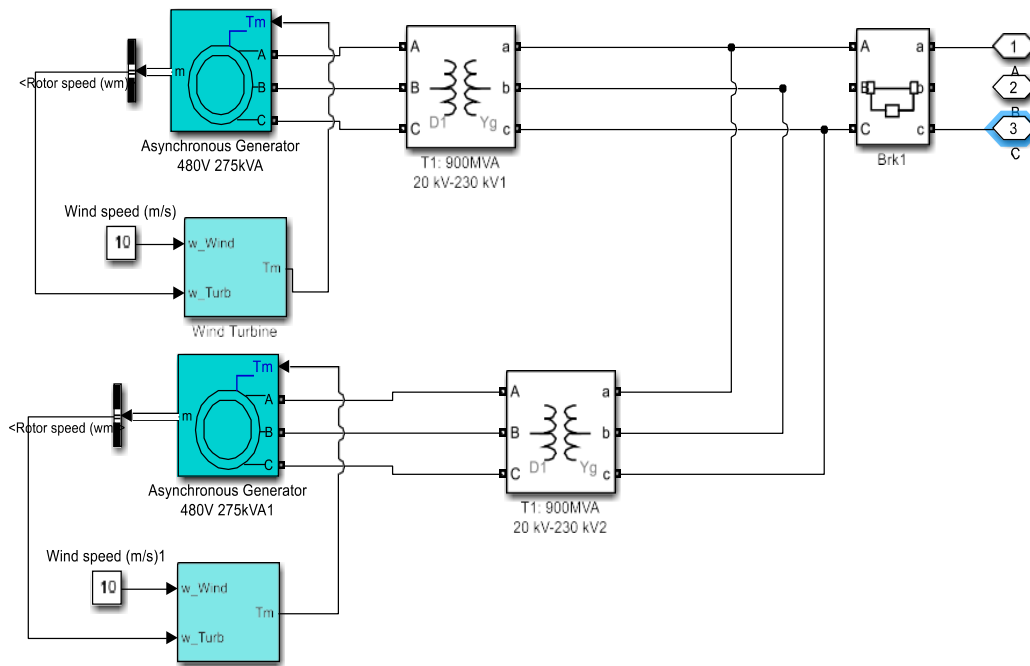 Tm
A
m
B
C
<Rotor speed (wm)
Asynchronous Generator
480V 275kVA
A
a
B
b
C
c
D1
Yg
T1: 900MVA
20 kV-230 kV1
A
a
B
b
C
c
Brk1
1
A
2
B
3
C
Wind speed (m/s)
10
w_Wind
Tm
w_Turb
Wind Turbine
Tm
A
m
B
C
<Rotor speed (wm>
Asynchronous Generator
480V 275kVA1
A
a
B
b
C
c
D1
Yg
T1: 900MVA
20 kV-230 kV2
Wind speed (m/s)1
10
w_Wind
Tm
w_Turb